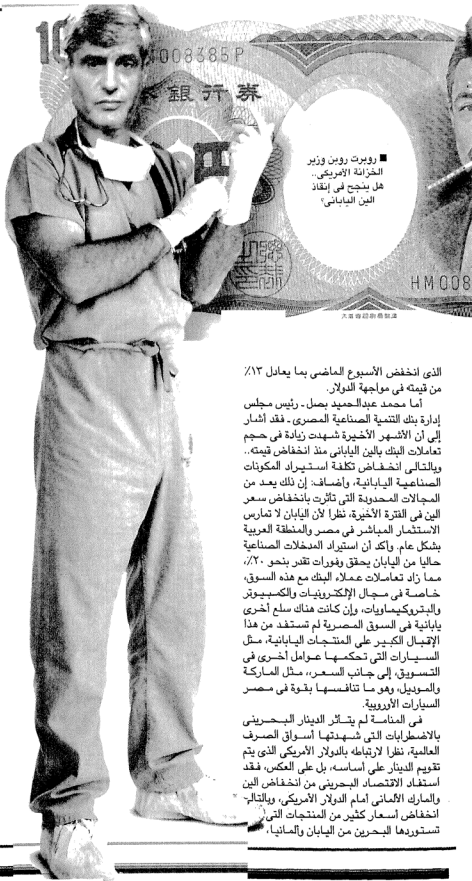 10
008385P
銀行券
円
■ روبرت روبن وزير
الخزانة الأمريكى..
هل ينجح فى إنقاذ
الين اليابانى؟
HM008
الذى انخفض الأسبوع الماضى بما يعادل ١٣٪
من قيمته فى مواجهة الدولار.
أما محمد عبدالحميد بصل ـ رئيس مجلس
إدارة بنك التنمية الصناعية المصرى ـ فقد أشار
إلى أن الأشهر الأخيرة شهدت زيادة فى حجم
تعاملات البنك بالين اليابانى منذ انخفاض قيمته..
وبالتالى انخفاض تكلفة استيراد المكونات
الصناعية اليابانية، وأضاف: إن ذلك يعد من
المجالات المحدودة التى تأثرت بانخفاض سعر
الين فى الفترة الأخيرة، نظرا لأن اليابان لا تمارس
الاستثمار المباشر فى مصر والمنطقة العربية
بشكل عام. وأكد أن استيراد المدخلات الصناعية
حاليا من اليابان يحقق وفورات تقدر بنحو ٢٠٪،
مما زاد تعاملات عملاء البنك مع هذه السوق،
خاصة فى مجال الإلكترونيات والكمبيوتر
والبتروكيماويات، وإن كانت هناك سلع أخرى
يابانية فى السوق المصرية لم تستفد من هذا
الإقبال الكبير على المنتجات اليابانية، مثل
السيارات التى تحكمها عوامل أخرى فى
التسويق، إلى جانب السعر،، مثل الماركة
والموديل، وهو ما تنافسها بقوة فى مصر
السيارات الأوروبية.
فى المنامة لم يتأثر الدينار البحرينى
بالاضطرابات التى شهدتها أسواق الصرف
العالمية، نظرا لارتباطه بالدولار الأمريكى الذى يتم
تقويم الدينار على أساسه، بل على العكس، فقد
استفاد الاقتصاد البحرينى من انخفاض الين
والمارك الألمانى أمام الدولار الأمريكى، وبالتالى
انخفاض أسعار كثير من المنتجات التى
تستوردها البحرين من اليابان وألمانيا،